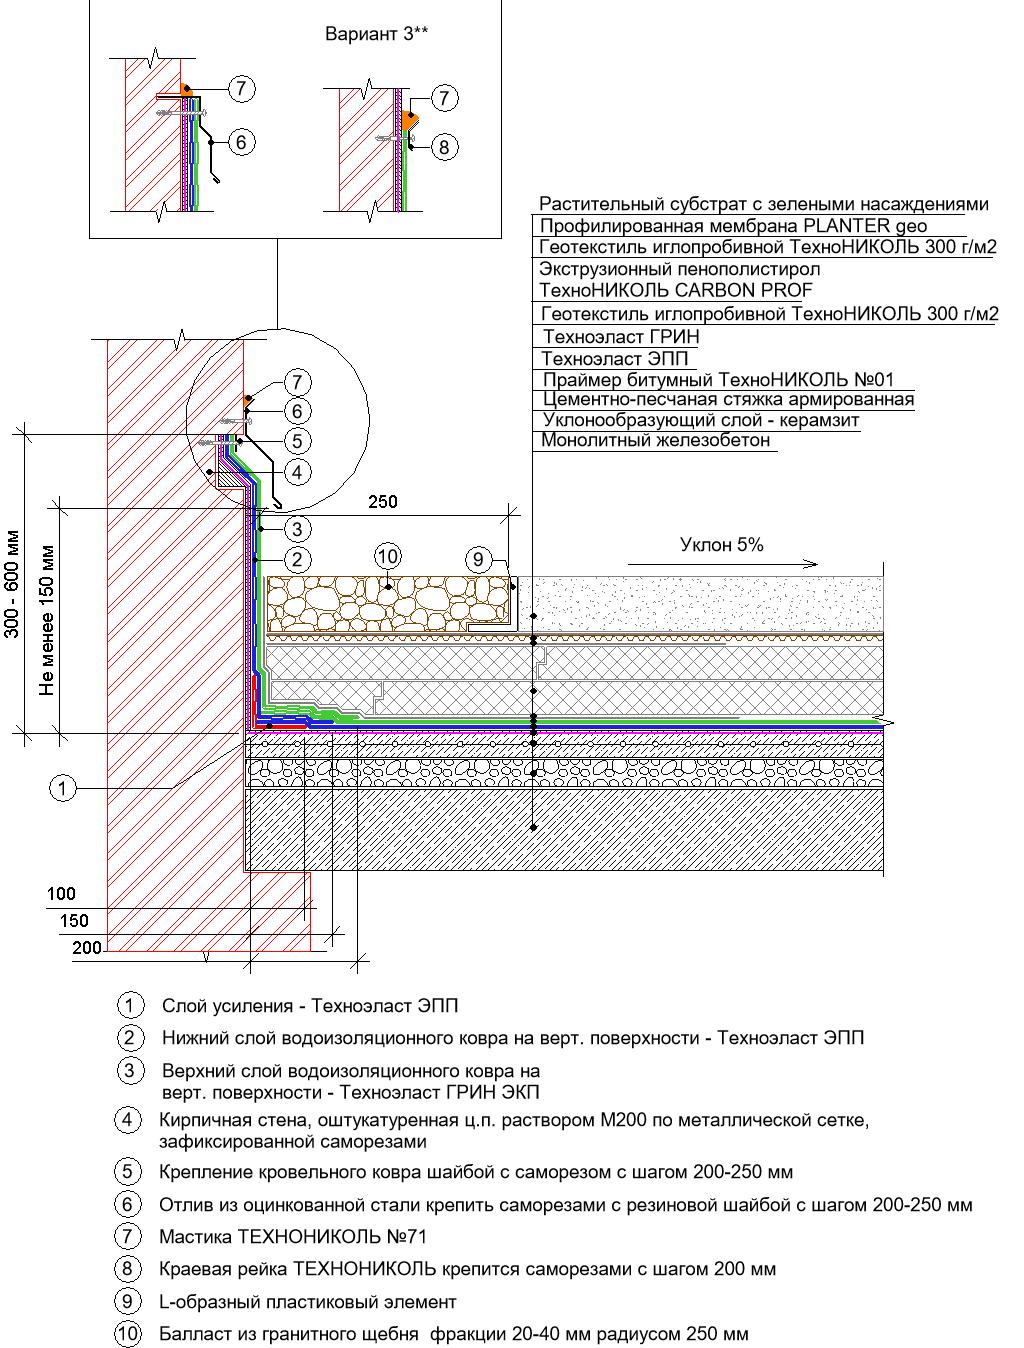 Вариант 3**
7
6
7
8
Растительный субстрат с зелеными насаждениями
Профилированная мембрана PLANTER geo
Геотекстиль иглопробивной ТехноНИКОЛЬ 300 г/м2
Экструзионный пенополистирол
ТехноНИКОЛЬ CARBON PROF
Геотекстиль иглопробивной ТехноНИКОЛЬ 300 г/м2
Техноэласт ГРИН
Техноэласт ЭПП
Праймер битумный ТехноНИКОЛЬ №01
Цементно-песчаная стяжка армированная
Уклонообразующий слой - керамзит
Монолитный железобетон
7
6
5
4
3
2
250
10
9
Уклон 5%
300 - 600 мм
Не менее 150 мм
1
100
150
200
1 Слой усиления - Техноэласт ЭПП
2 Нижний слой водоизоляционного ковра на верт. поверхности - Техноэласт ЭПП
3 Верхний слой водоизоляционного ковра на
верт. поверхности - Техноэласт ГРИН ЭКП
4 Кирпичная стена, оштукатуренная ц.п. раствором М200 по металлической сетке,
зафиксированной саморезами
5 Крепление кровельного ковра шайбой с саморезом с шагом 200-250 мм
6 Отлив из оцинкованной стали крепить саморезами с резиновой шайбой с шагом 200-250 мм
7 Мастика ТЕХНОНИКОЛЬ №71
8 Краевая рейка ТЕХНОНИКОЛЬ крепится саморезами с шагом 200 мм
9 L-образный пластиковый элемент
10 Балласт из гранитного щебня фракции 20-40 мм радиусом 250 мм